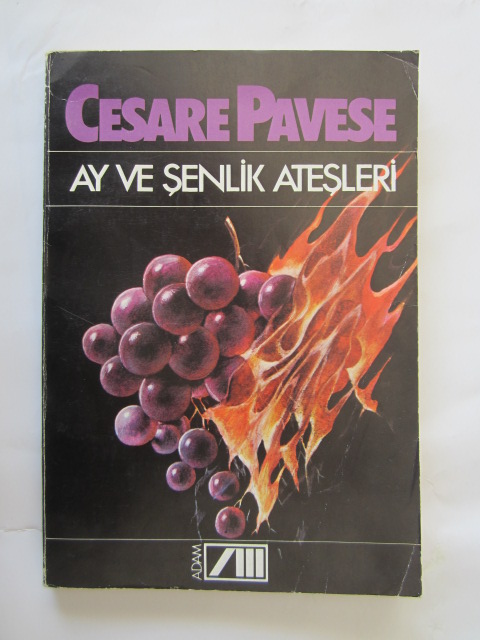 CESARE PAVESE
AY VE ŞENLİK ATEŞLERİ
ADAM